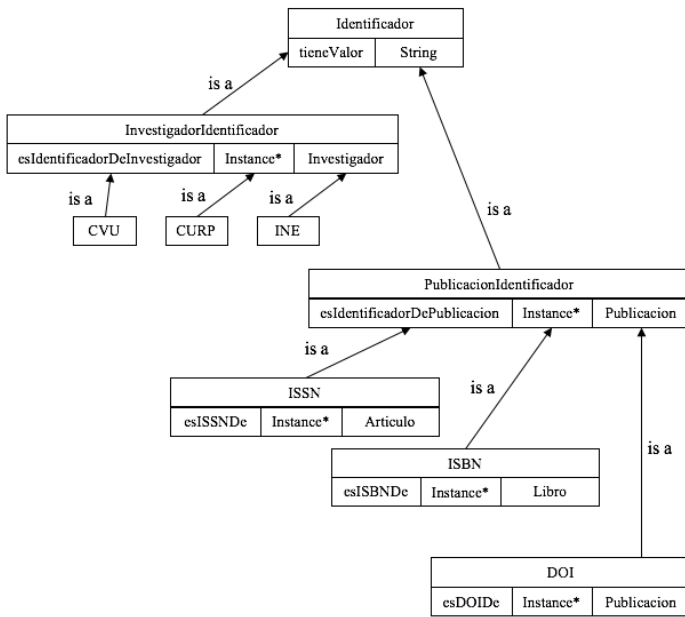 Identificador
tieneValor String
is a
InvestigadorIdentificador
esIdentificadorDeInvestigador Instance* Investigador
is a is a is a
CVU CURP INE
is a
PublicacionIdentificador
esIdentificadorDePublicacion Instance* Publicacion
is a
ISSN
esISSNDe Instance* Articulo
is a
ISBN
esISBNDe Instance* Libro
is a
DOI
esDOIDe Instance* Publicacion